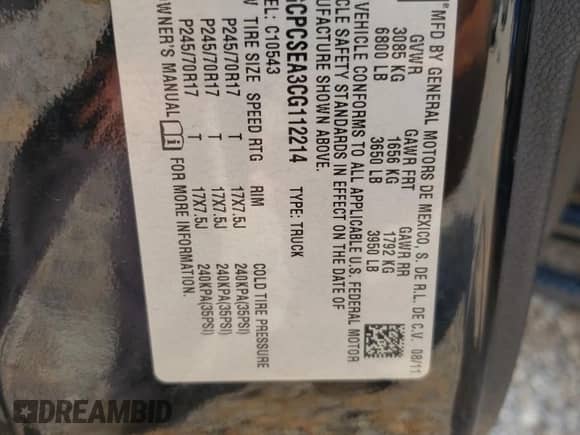 MFD BY GENERAL MOTORS DE MEXICO, S. DE R.L. DE C.V. 08/11
GVWR GAWR FRT GAWR RR
3085 KG 1656 KG 1792 KG
6800 LB 3650 LB 3950 LB
VEHICLE CONFORMS TO ALL APPLICABLE U.S. FEDERAL MOTOR
CLE SAFETY STANDARDS IN EFFECT ON THE DATE OF
UFACTURE SHOWN ABOVE.
GCPCSEA3CG112214 TYPE: TRUCK
EL: C10543
TIRE SIZE SPEED RTG RIM COLD TIRE PRESSURE
P245/70R17 T 17X7.5J 240KPA(35PSI)
P245/70R17 T 17X7.5J 240KPA(35PSI)
P245/70R17 T 17X7.5J 240KPA(35PSI)
OWNER'S MANUAL FOR MORE INFORMATION.
DREAMBID